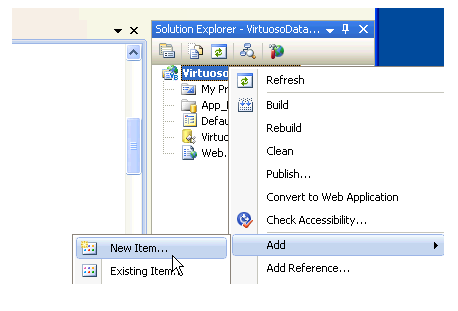 Solution Explorer - VirtuosoData...
Virtuoso
My Pr
App_
Defau
Virtuo
Web.
Refresh
Build
Rebuild
Clean
Publish...
Convert to Web Application
Check Accessibility...
Add
Add Reference...
New Item...
Existing Item